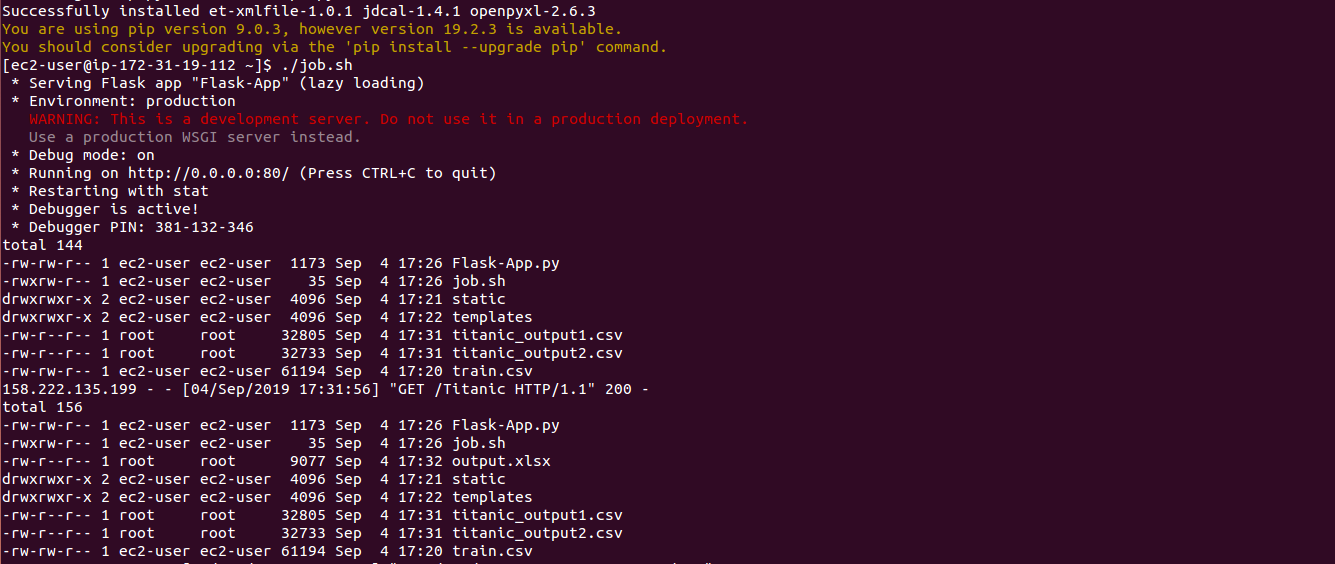 Successfully installed et-xmlfile-1.0.1 jdcal-1.4.1 openpyxl-2.6.3
You are using pip version 9.0.3, however version 19.2.3 is available.
You should consider upgrading via the 'pip install --upgrade pip' command.
[ec2-user@ip-172-31-19-112 ~]$ ./job.sh
 * Serving Flask app "Flask-App" (lazy loading)
 * Environment: production
   WARNING: This is a development server. Do not use it in a production deployment.
   Use a production WSGI server instead.
 * Debug mode: on
 * Running on http://0.0.0.0:80/ (Press CTRL+C to quit)
 * Restarting with stat
 * Debugger is active!
 * Debugger PIN: 381-132-346
total 144
-rw-rw-r-- 1 ec2-user ec2-user  1173 Sep  4 17:26 Flask-App.py
-rwxrw-r-- 1 ec2-user ec2-user    35 Sep  4 17:26 job.sh
drwxrwxr-x 2 ec2-user ec2-user  4096 Sep  4 17:21 static
drwxrwxr-x 2 ec2-user ec2-user  4096 Sep  4 17:22 templates
-rw-r--r-- 1 root     root     32805 Sep  4 17:31 titanic_output1.csv
-rw-r--r-- 1 root     root     32733 Sep  4 17:31 titanic_output2.csv
-rw-rw-r-- 1 ec2-user ec2-user 61194 Sep  4 17:20 train.csv
158.222.135.199 - - [04/Sep/2019 17:31:56] "GET /Titanic HTTP/1.1" 200 -
total 156
-rw-rw-r-- 1 ec2-user ec2-user  1173 Sep  4 17:26 Flask-App.py
-rwxrw-r-- 1 ec2-user ec2-user    35 Sep  4 17:26 job.sh
-rw-r--r-- 1 root     root      9077 Sep  4 17:32 output.xlsx
drwxrwxr-x 2 ec2-user ec2-user  4096 Sep  4 17:21 static
drwxrwxr-x 2 ec2-user ec2-user  4096 Sep  4 17:22 templates
-rw-r--r-- 1 root     root     32805 Sep  4 17:31 titanic_output1.csv
-rw-r--r-- 1 root     root     32733 Sep  4 17:31 titanic_output2.csv
-rw-rw-r-- 1 ec2-user ec2-user 61194 Sep  4 17:20 train.csv